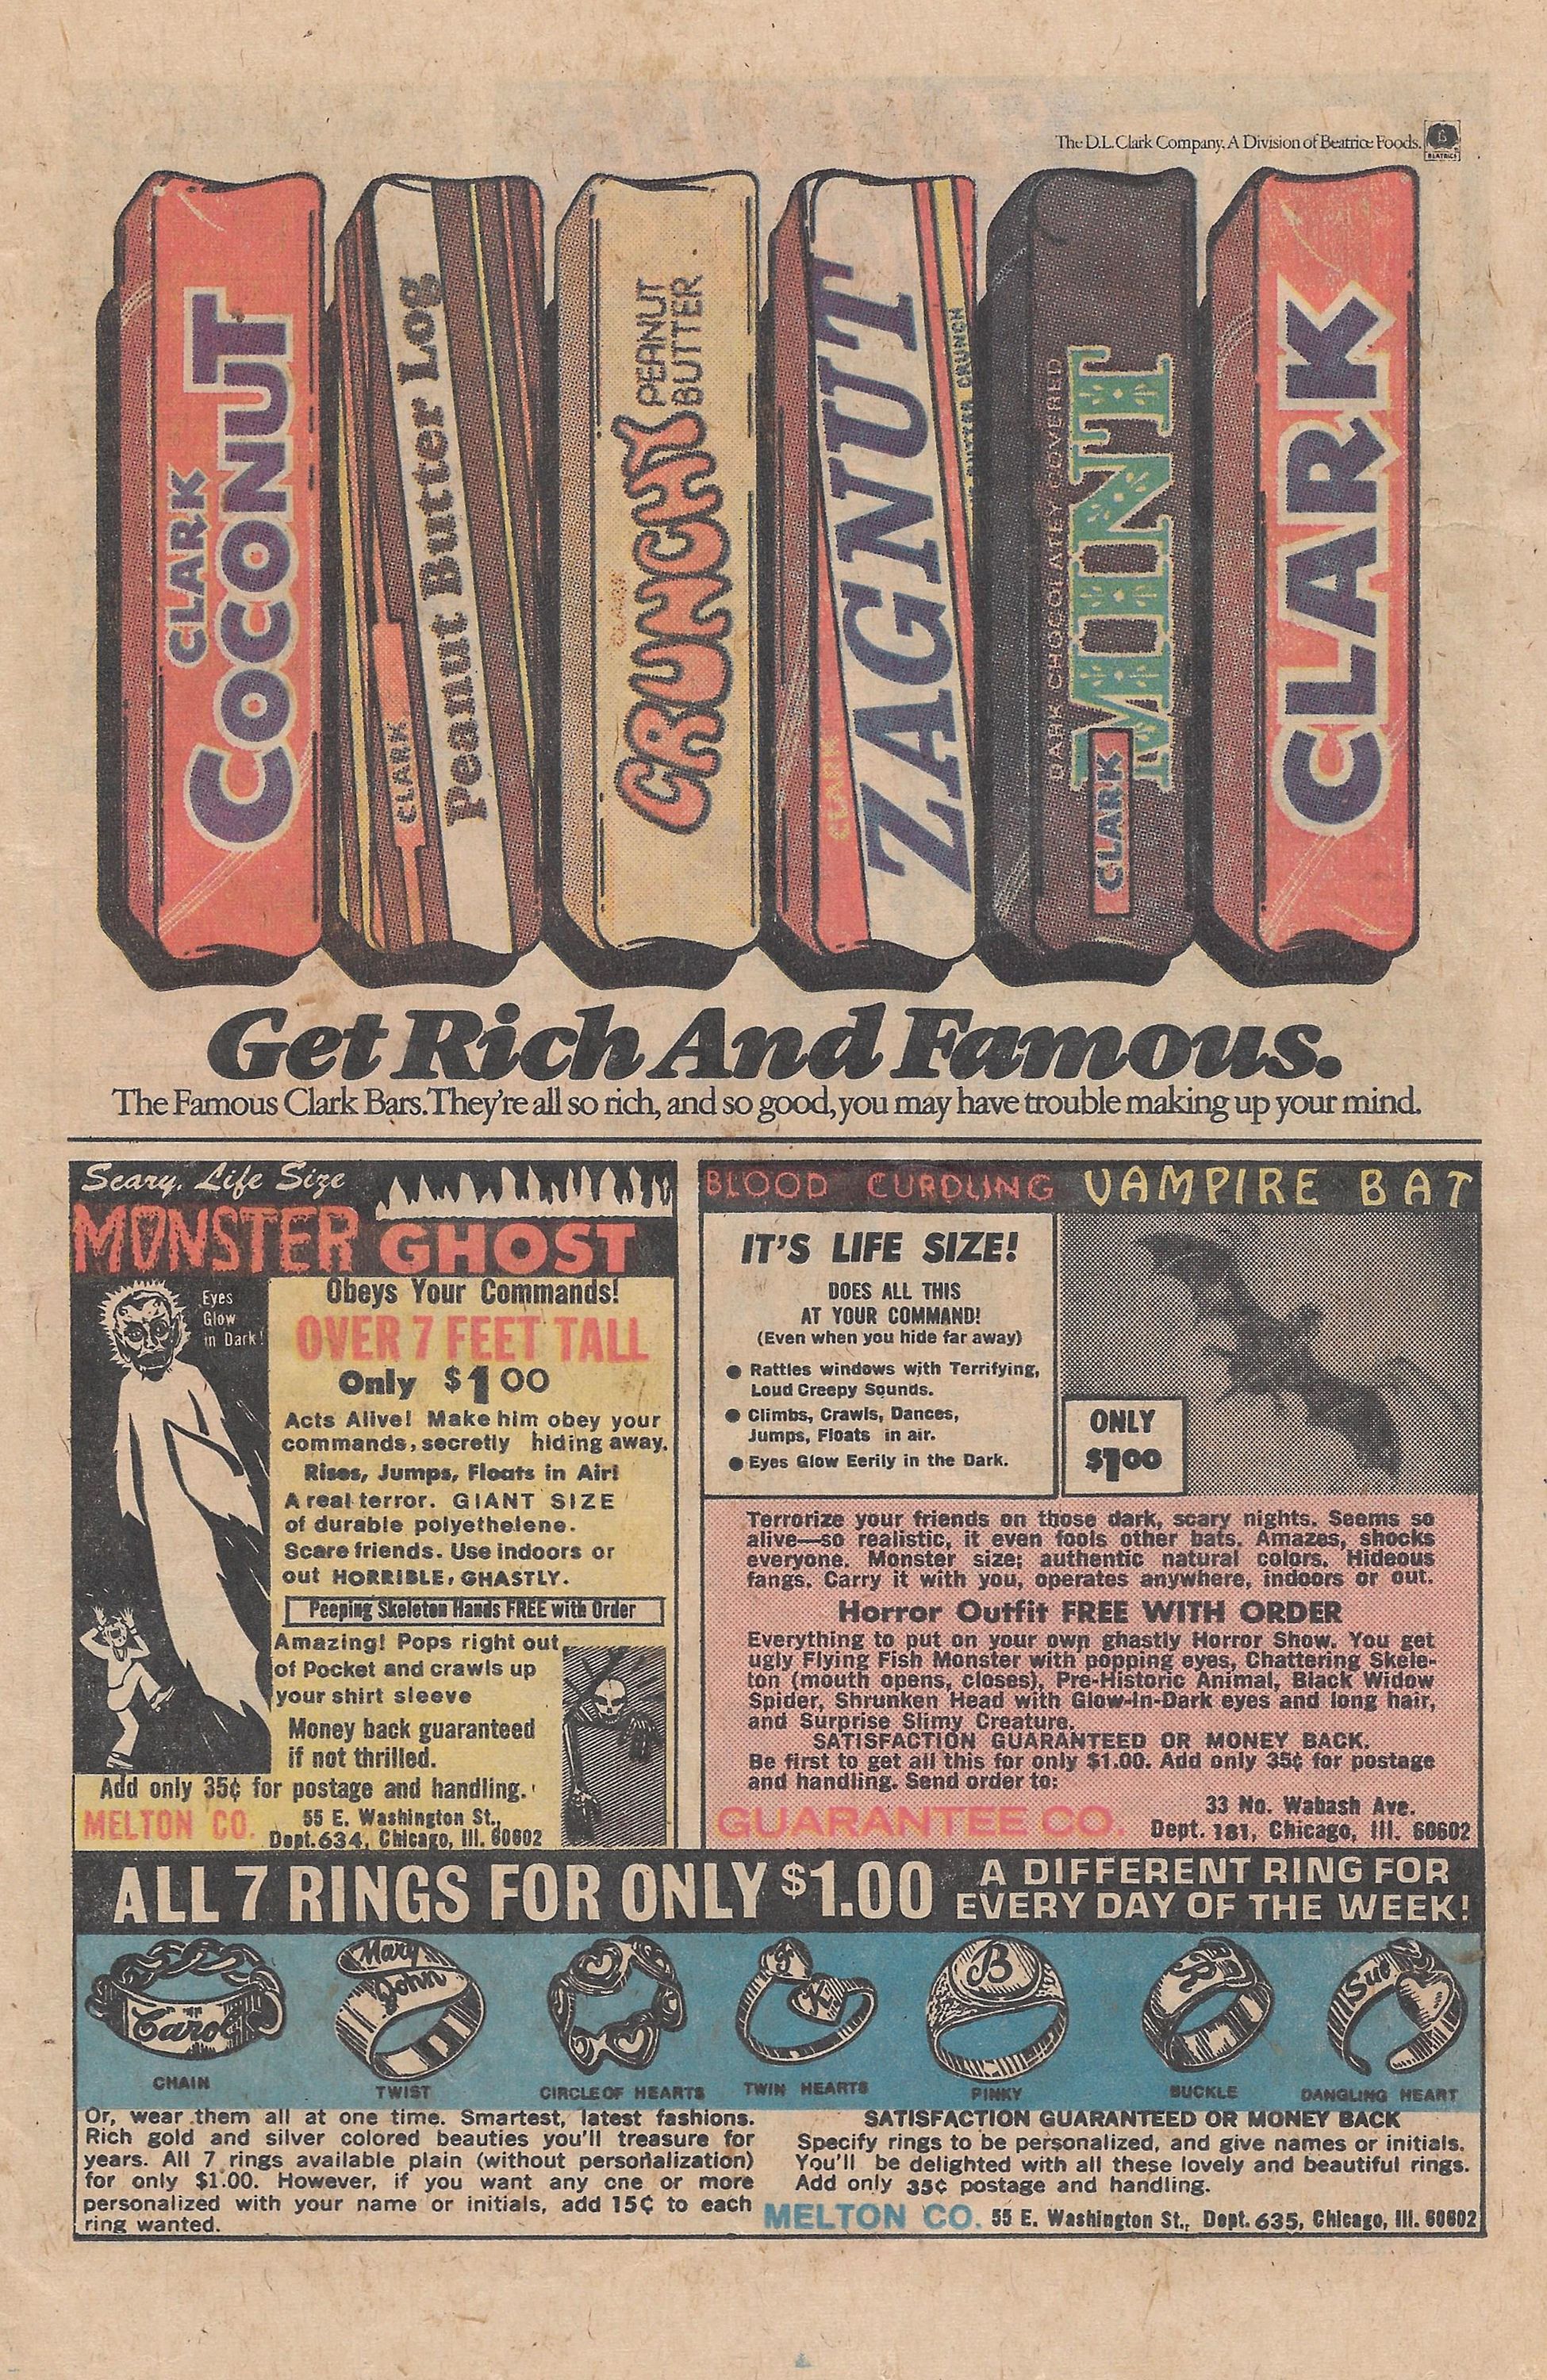 The D.L. Clark Company. A Division of Beatrice Foods.
BEATRICE
CLARK
COCONUT
CLARK
Peanut Butter Log
CLARK
CRUNCHY
PEANUT
BUTTER
CLARK
ZAGNUT
CRUNCH
DARK CHOCOLATEY COVERED
MINT
CLARK
CLARK
Get Rich And Famous.
The Famous Clark Bars. They're all so rich, and so good, you may have trouble making up your mind.
Scary, Life Size
MONSTER GHOST
Eyes
Glow
in Dark!
Obeys Your Commands!
OVER 7 FEET TALL
Only $1.00
Acts Alive! Make him obey your
commands, secretly hiding away.
Rises, Jumps, Floats in Air!
A real terror. GIANT SIZE
of durable polyethelene.
Scare friends. Use indoors or
out HORRIBLE, GHASTLY.
Peeping Skeleton Hands FREE with Order
Amazing! Pops right out
of Pocket and crawls up
your shirt sleeve
Money back guaranteed
if not thrilled.
Add only 35¢ for postage and handling.
MELTON CO. 55 E. Washington St.,
Dept. 634, Chicago, Ill. 60602
BLOOD CURDLING VAMPIRE BAT
IT'S LIFE SIZE!
DOES ALL THIS
AT YOUR COMMAND!
(Even when you hide far away)
● Rattles windows with Terrifying,
Loud Creepy Sounds.
● Climbs, Crawls, Dances,
Jumps, Floats in air.
● Eyes Glow Eerily in the Dark.
ONLY
$1.00
Terrorize your friends on those dark, scary nights. Seems so
alive—so realistic, it even fools other bats. Amazes, shocks
everyone. Monster size; authentic natural colors. Hideous
fangs. Carry it with you, operates anywhere, indoors or out.
Horror Outfit FREE WITH ORDER
Everything to put on your own ghastly Horror Show. You get
ugly Flying Fish Monster with popping eyes, Chattering Skele-
ton (mouth opens, closes), Pre-Historic Animal, Black Widow
Spider, Shrunken Head with Glow-In-Dark eyes and long hair,
and Surprise Slimy Creature.
SATISFACTION GUARANTEED OR MONEY BACK.
Be first to get all this for only $1.00. Add only 35¢ for postage
and handling. Send order to:
GUARANTEE CO. 33 No. Wabash Ave.
Dept. 181, Chicago, Ill. 60602
ALL 7 RINGS FOR ONLY $1.00
A DIFFERENT RING FOR
EVERY DAY OF THE WEEK!
Carol
Mary
John
F
K
B
Sue
CHAIN
TWIST
CIRCLE OF HEARTS
TWIN HEARTS
PINKY
BUCKLE
DANGLING HEART
Or, wear them all at one time. Smartest, latest fashions.
Rich gold and silver colored beauties you'll treasure for
years. All 7 rings available plain (without personalization)
for only $1.00. However, if you want any one or more
personalized with your name or initials, add 15¢ to each
ring wanted.
SATISFACTION GUARANTEED OR MONEY BACK
Specify rings to be personalized, and give names or initials.
You'll be delighted with all these lovely and beautiful rings.
Add only 35¢ postage and handling.
MELTON CO. 55 E. Washington St., Dept. 635, Chicago, Ill. 60602